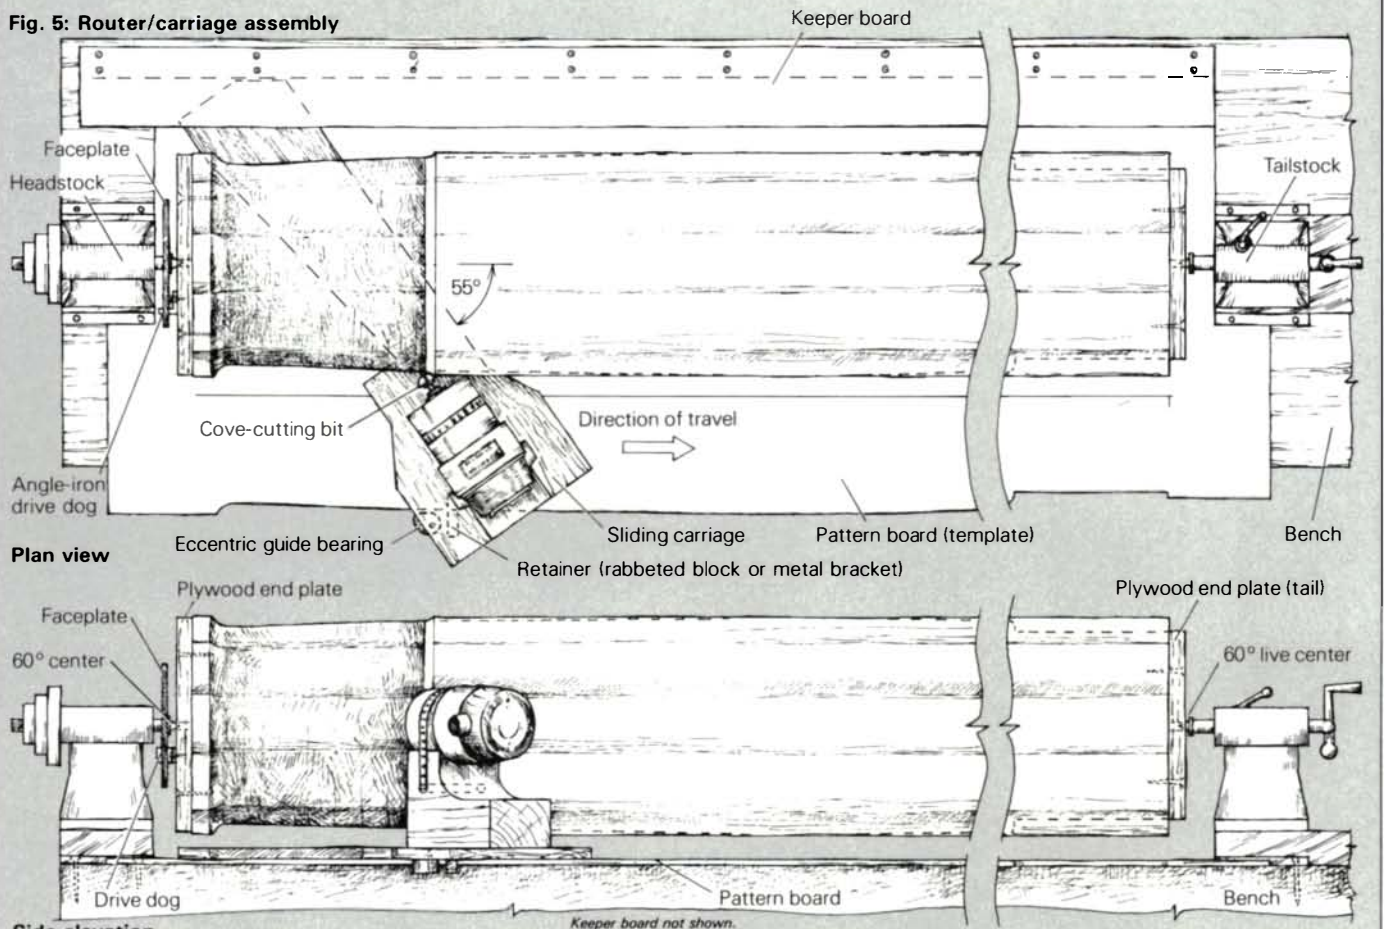 Fig. 5: Router/carriage assembly
Keeper board
Faceplate
Headstock
Tailstock
55°
Cove-cutting bit
Direction of travel
Angle-iron
drive dog
Eccentric guide bearing
Sliding carriage
Pattern board (template)
Bench
Plan view
Retainer (rabbeted block or metal bracket)
Plywood end plate
Plywood end plate (tail)
Faceplate
60° center
60° live center
Drive dog
Pattern board
Bench
Keeper board not shown.
Side elevation